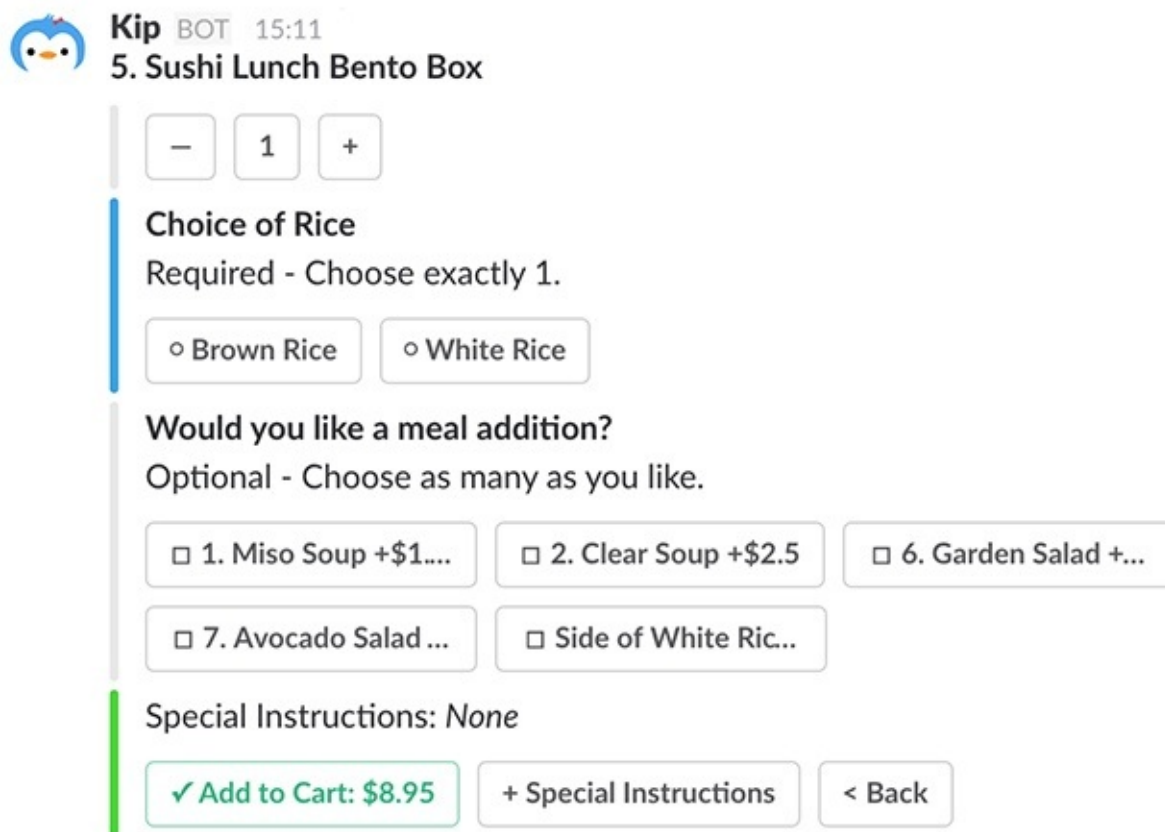 Kip BOT 15:11
5. Sushi Lunch Bento Box
– 1 +
Choice of Rice
Required - Choose exactly 1.
Brown Rice White Rice
Would you like a meal addition?
Optional - Choose as many as you like.
1. Miso Soup +$1.... 2. Clear Soup +$2.5 6. Garden Salad +...
7. Avocado Salad ... Side of White Ric...
Special Instructions: None
✓ Add to Cart: $8.95 + Special Instructions < Back